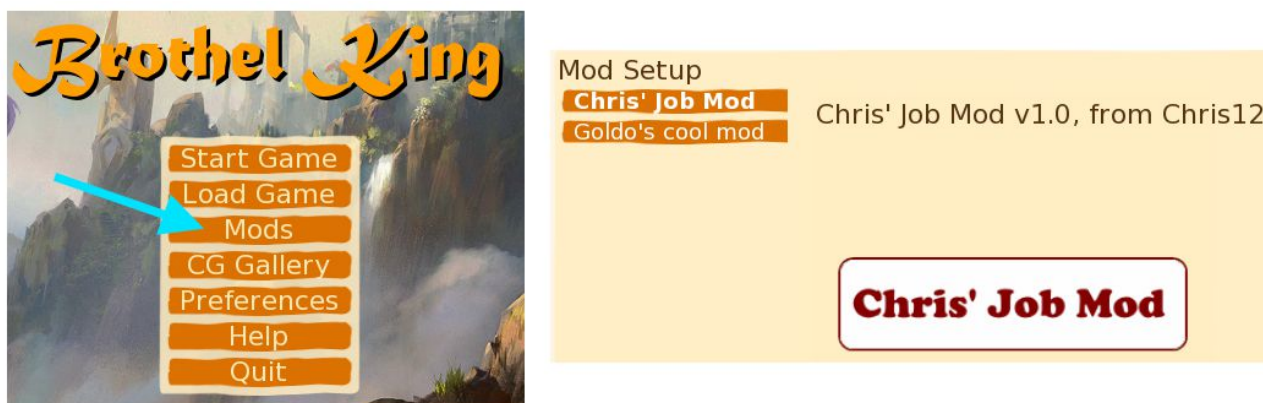 Brothel King
Start Game
Load Game
Mods
CG Gallery
Preferences
Help
Quit
Mod Setup
Chris' Job Mod
Goldo's cool mod
Chris' Job Mod v1.0, from Chris12
Chris' Job Mod